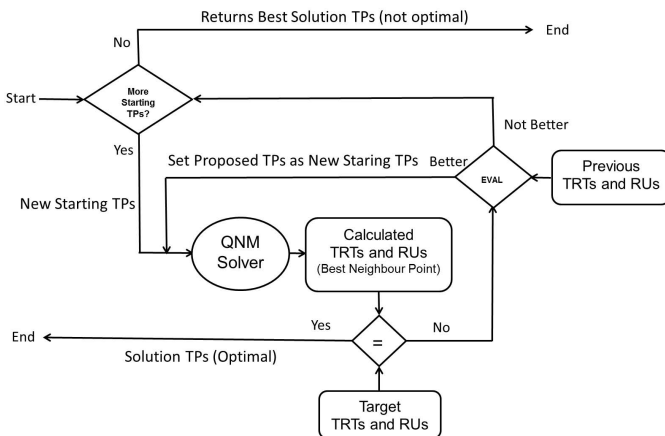 Returns Best Solution TPs (not optimal)
End
No
More
Starting
TPs?
Start
Not Better
Yes
Set Proposed TPs as New Staring TPs
Better
EVAL
Previous
TRTs and RUs
New Starting TPs
QNM
Solver
Calculated
TRTs and RUs
(Best Neighbour Point)
Yes
No
End
=
Solution TPs (Optimal)
Target
TRTs and RUs